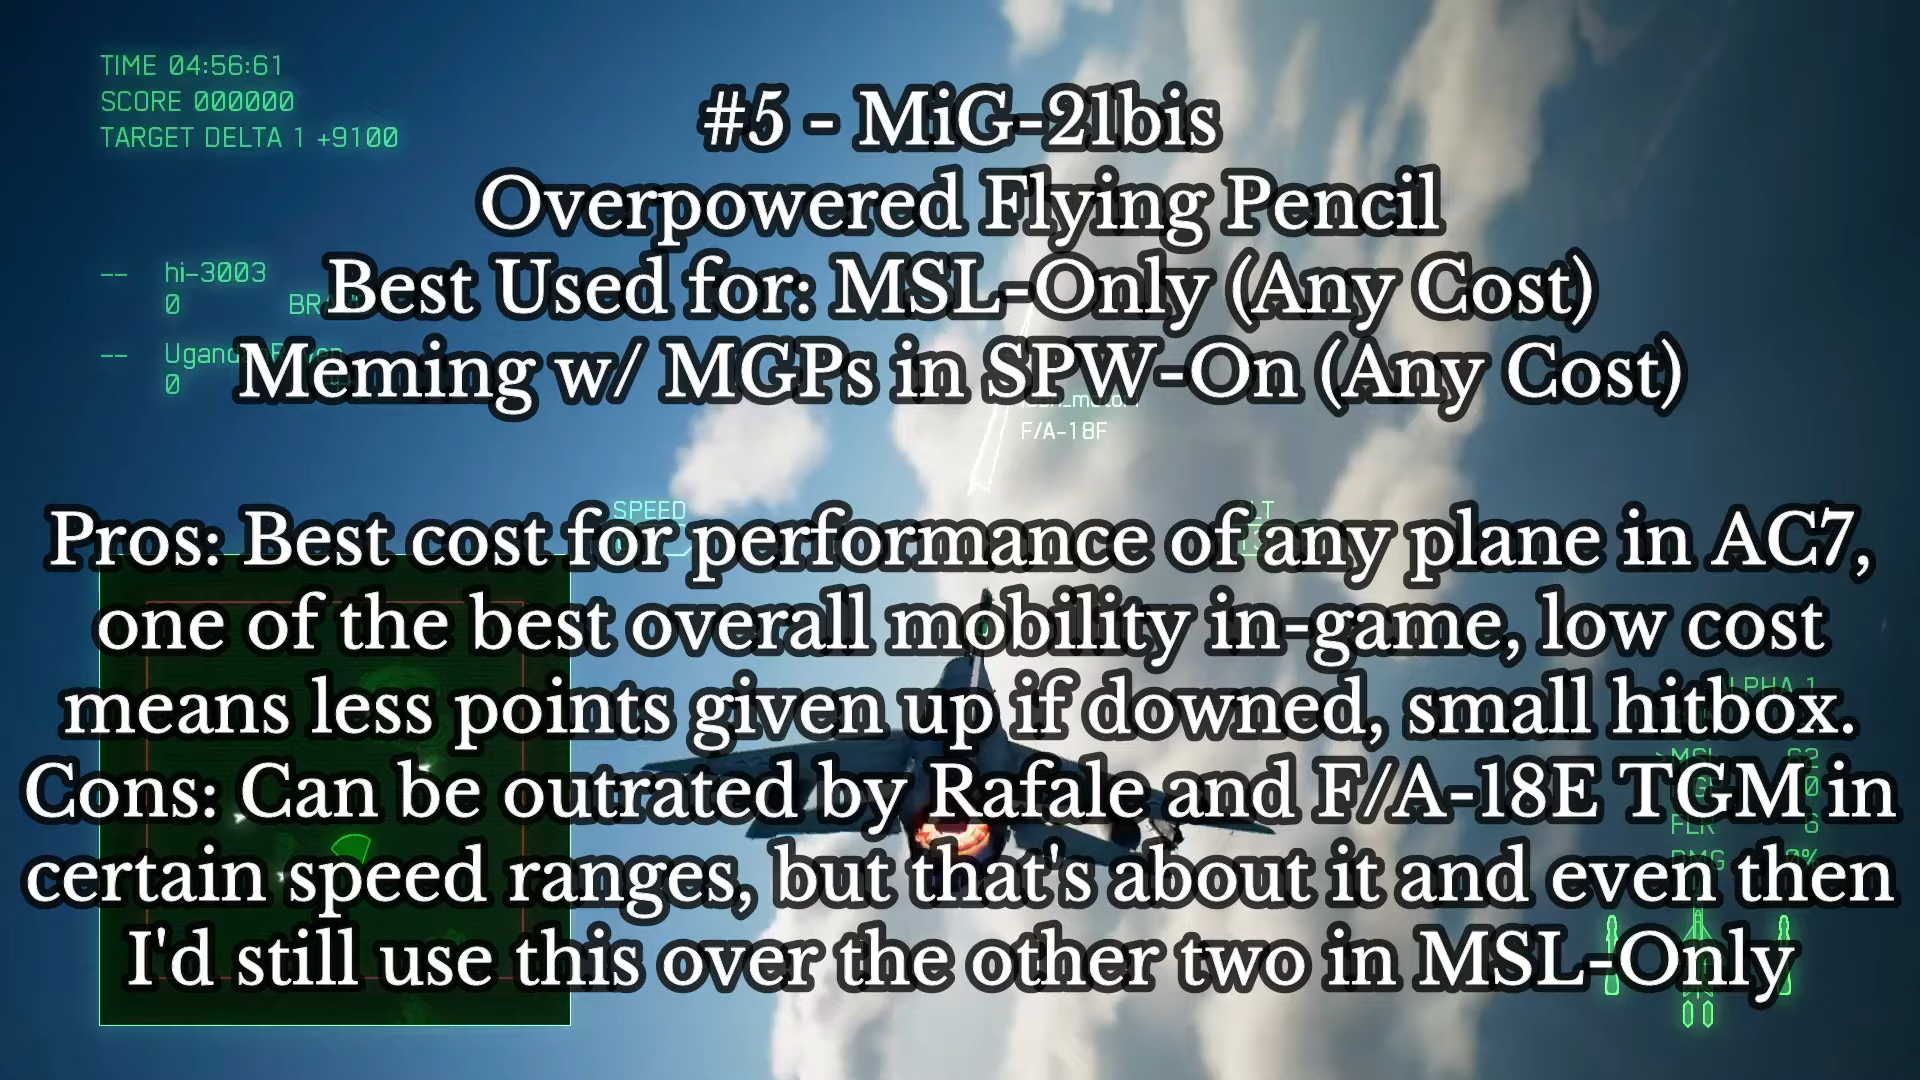 TIME 04:56:61
SCORE 000000
TARGET DELTA 1 +9100
#5 - MiG-21bis
Overpowered Flying Pencil
-- hi-3003
0 BR
Best Used for: MSL-Only (Any Cost)
--
0
Meming w/ MGPs in SPW-On (Any Cost)
F/A-18F
SPEED
Pros: Best cost for performance of any plane in AC7,
one of the best overall mobility in-game, low cost
means less points given up if downed, small hitbox.
Cons: Can be outrated by Rafale and F/A-18E TGM in
certain speed ranges, but that's about it and even then
I'd still use this over the other two in MSL-Only
FLR 6